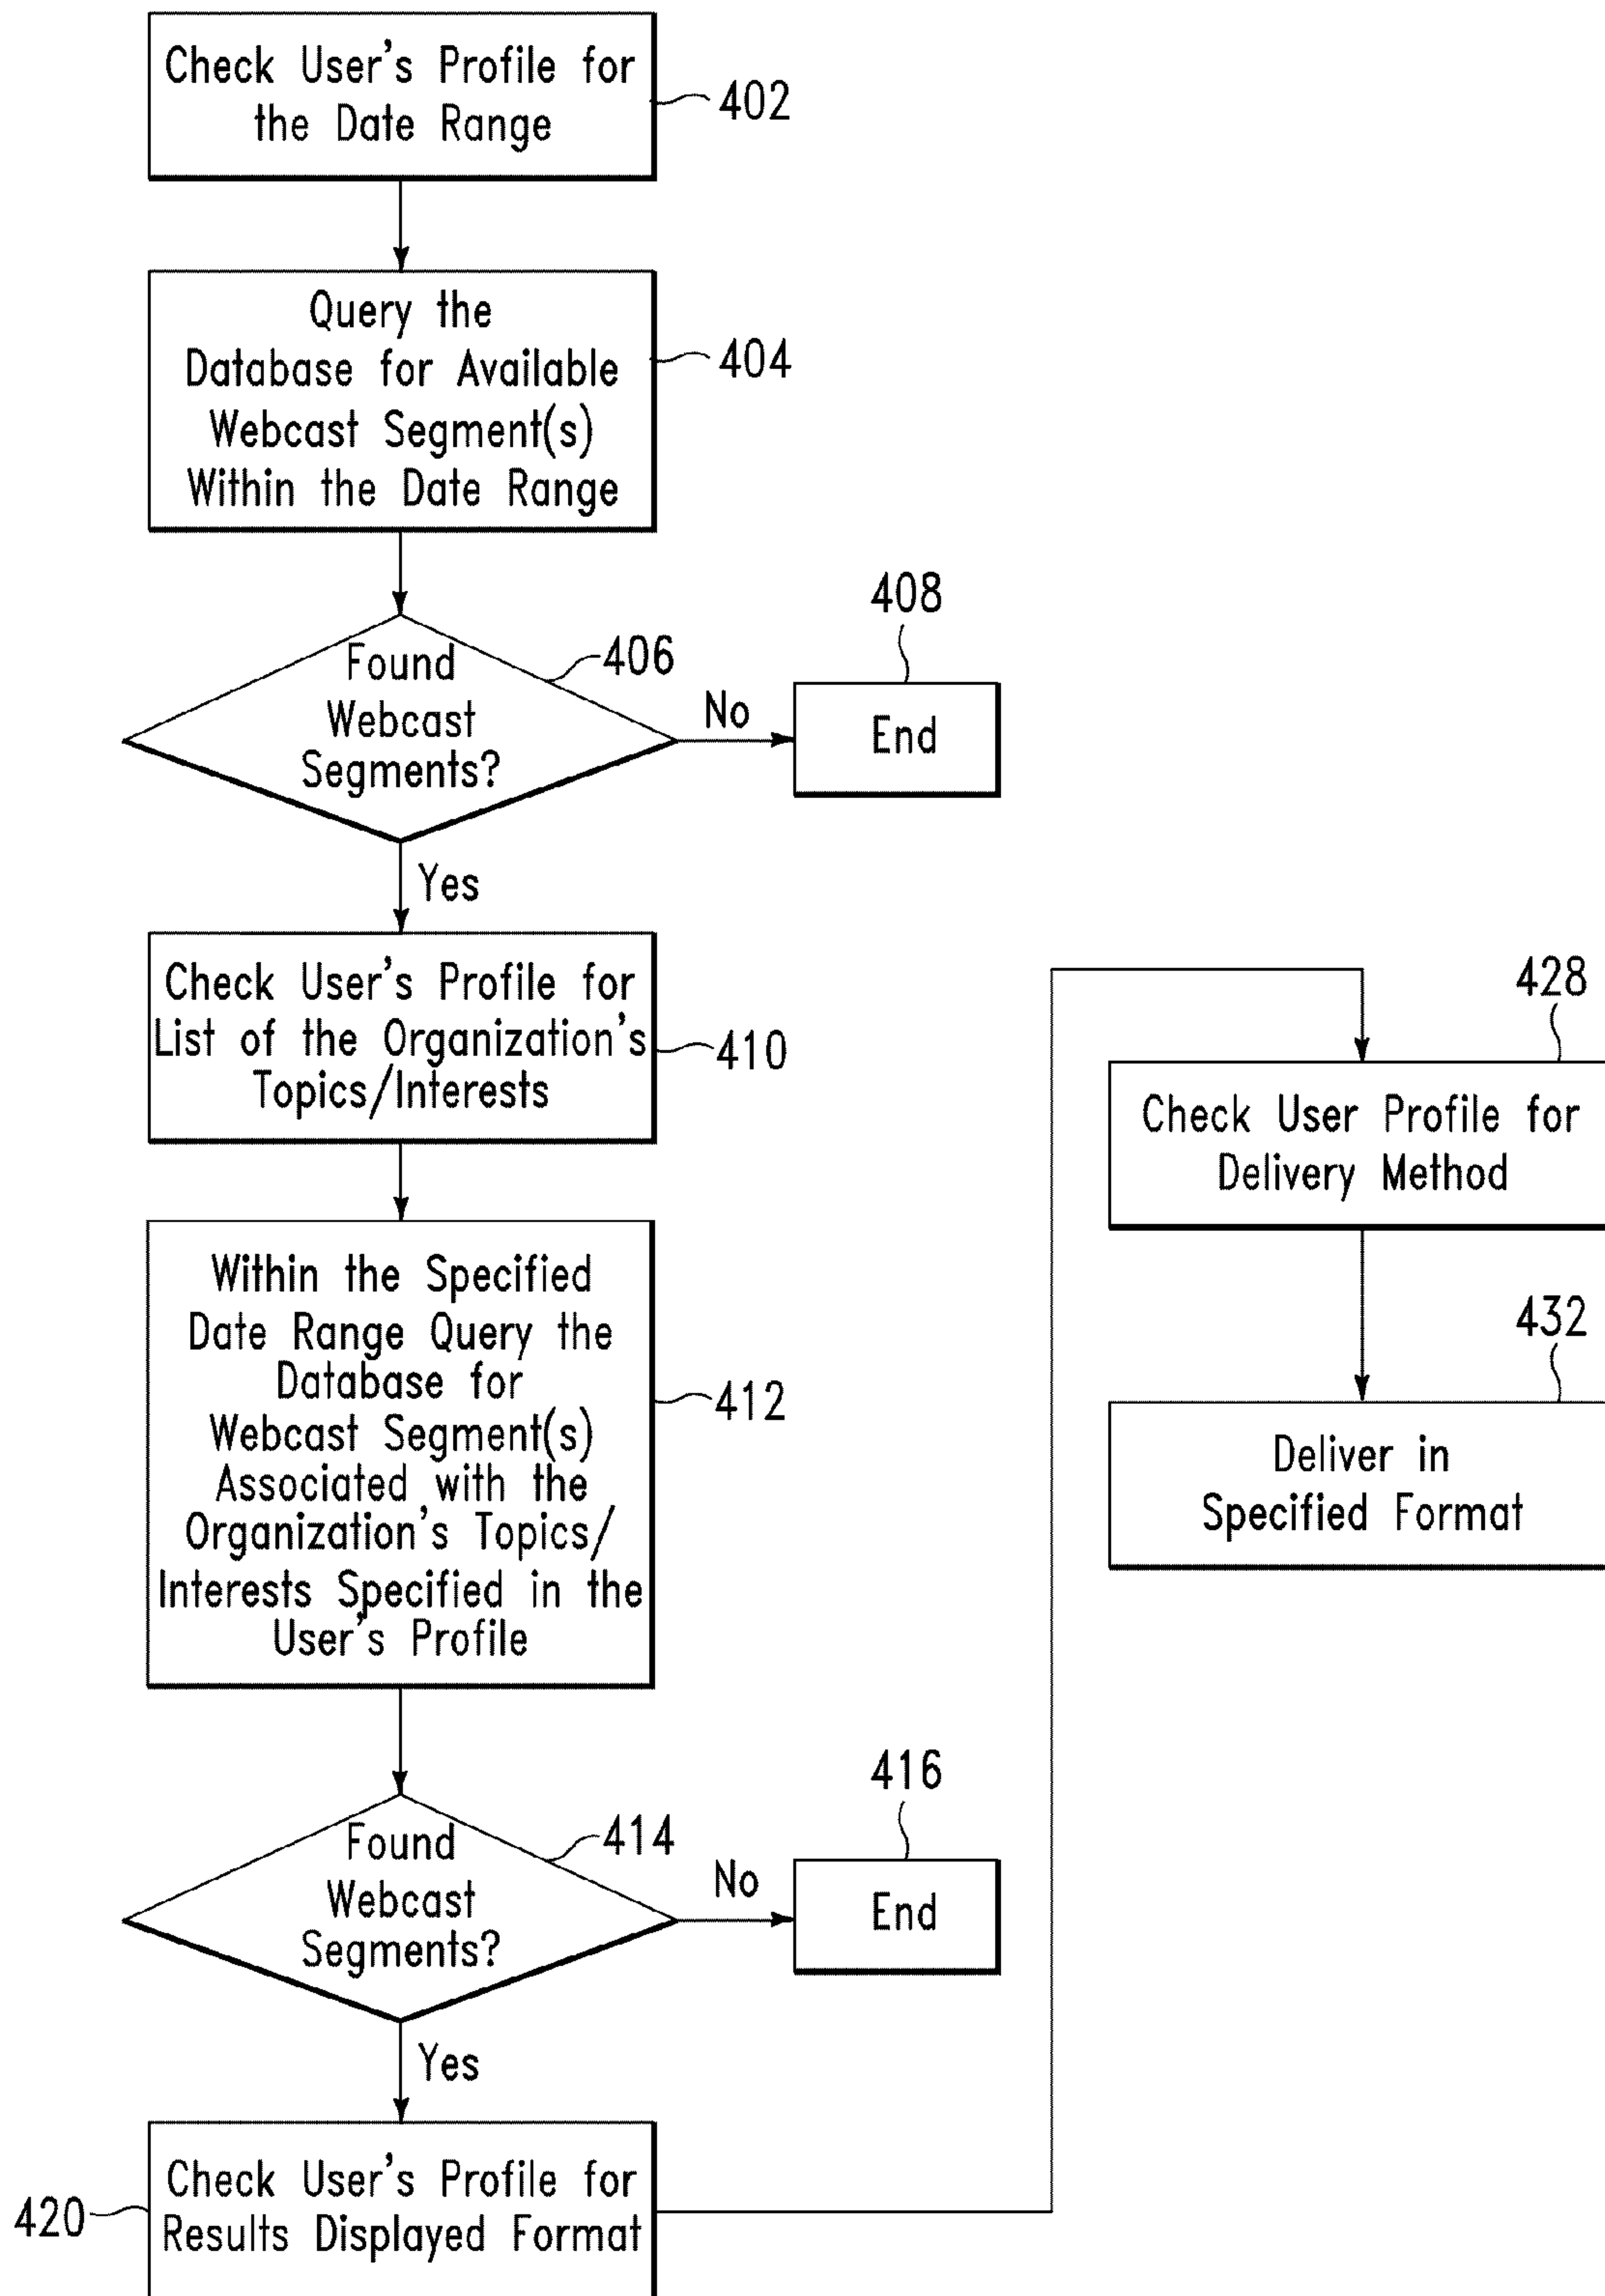 Check User's Profile for
the Date Range
402
Query the
Database for Available
Webcast Segment(s)
Within the Date Range
404
Found
Webcast
Segments?
406
No
408
End
Yes
Check User's Profile for
List of the Organization's
Topics/Interests
410
Within the Specified
Date Range Query the
Database for
Webcast Segment(s)
Associated with the
Organization's Topics/
Interests Specified in the
User's Profile
412
Found
Webcast
Segments?
414
No
416
End
Yes
420
Check User's Profile for
Results Displayed Format
428
Check User Profile for
Delivery Method
432
Deliver in
Specified Format